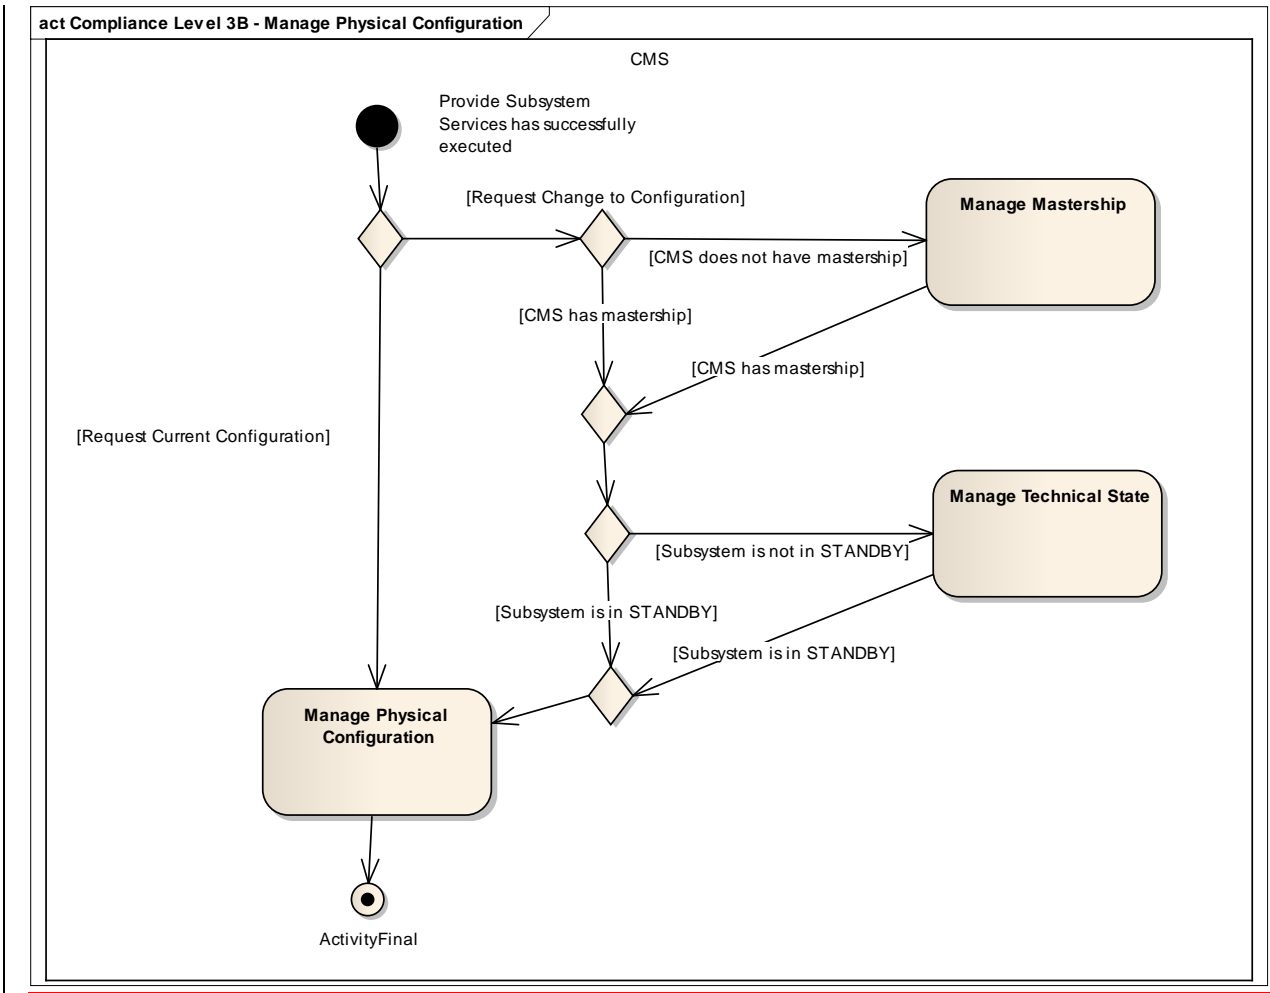 act Compliance Level 3B - Manage Physical Configuration
CMS
Provide Subsystem
Services has successfully
executed
[Request Change to Configuration]
Manage Mastership
[CMS does not have mastership]
[CMS has mastership]
[CMS has mastership]
[Request Current Configuration]
Manage Technical State
[Subsystem is not in STANDBY]
[Subsystem is in STANDBY]
[Subsystem is in STANDBY]
Manage Physical
Configuration
ActivityFinal